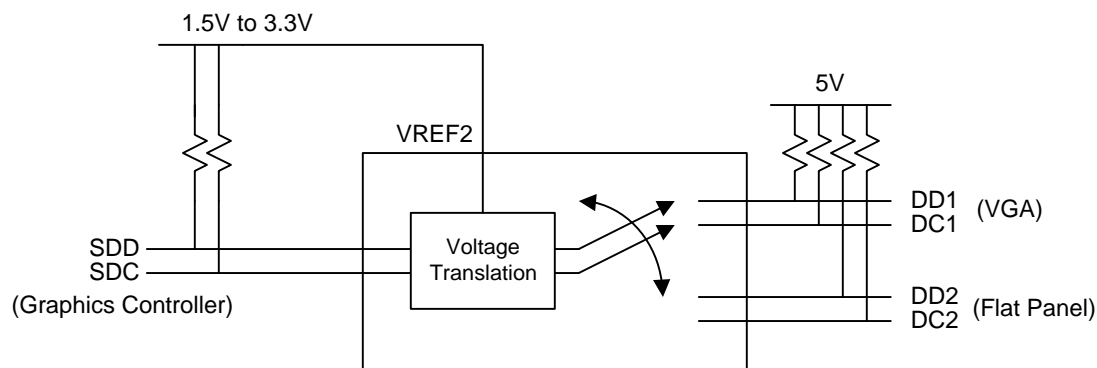 1.5V to 3.3V
5V
VREF2
DD1
(VGA)
DC1
SDD
SDC
(Graphics Controller)
Voltage
Translation
DD2
(Flat Panel)
DC2